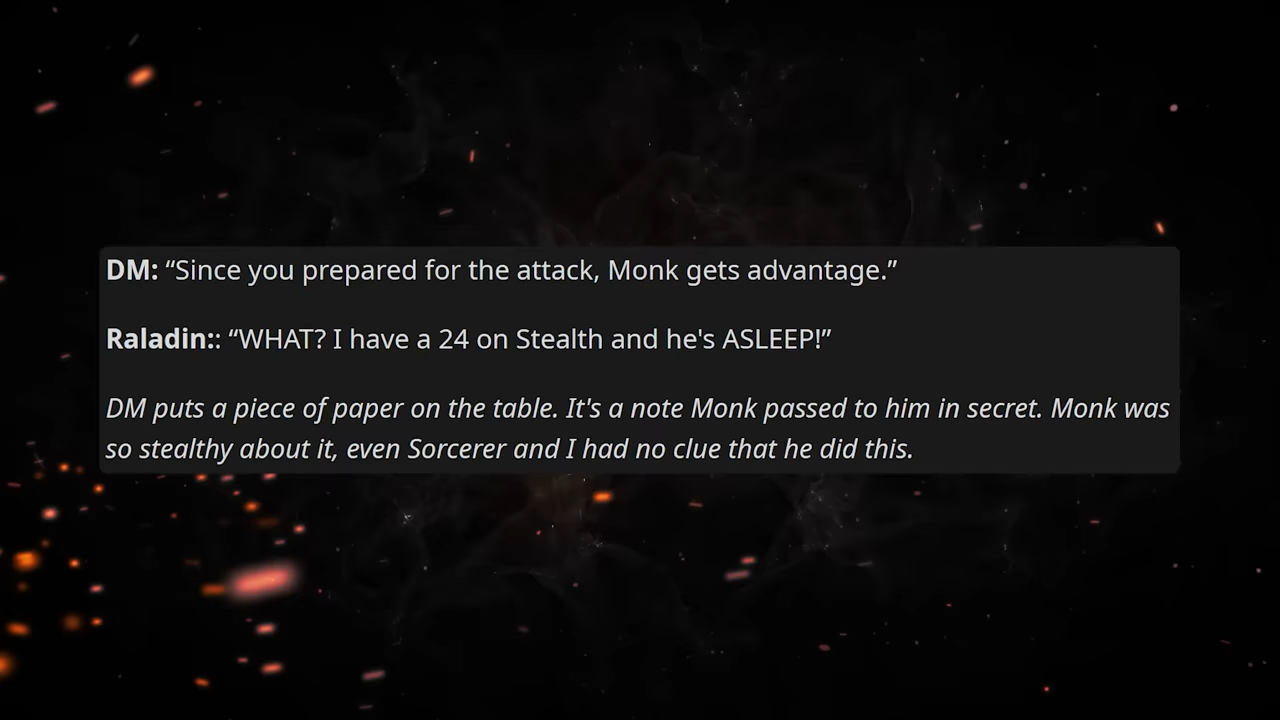 DM: “Since you prepared for the attack, Monk gets advantage.”
Raladin:: “WHAT? I have a 24 on Stealth and he's ASLEEP!”
DM puts a piece of paper on the table. It's a note Monk passed to him in secret. Monk was
so stealthy about it, even Sorcerer and I had no clue that he did this.